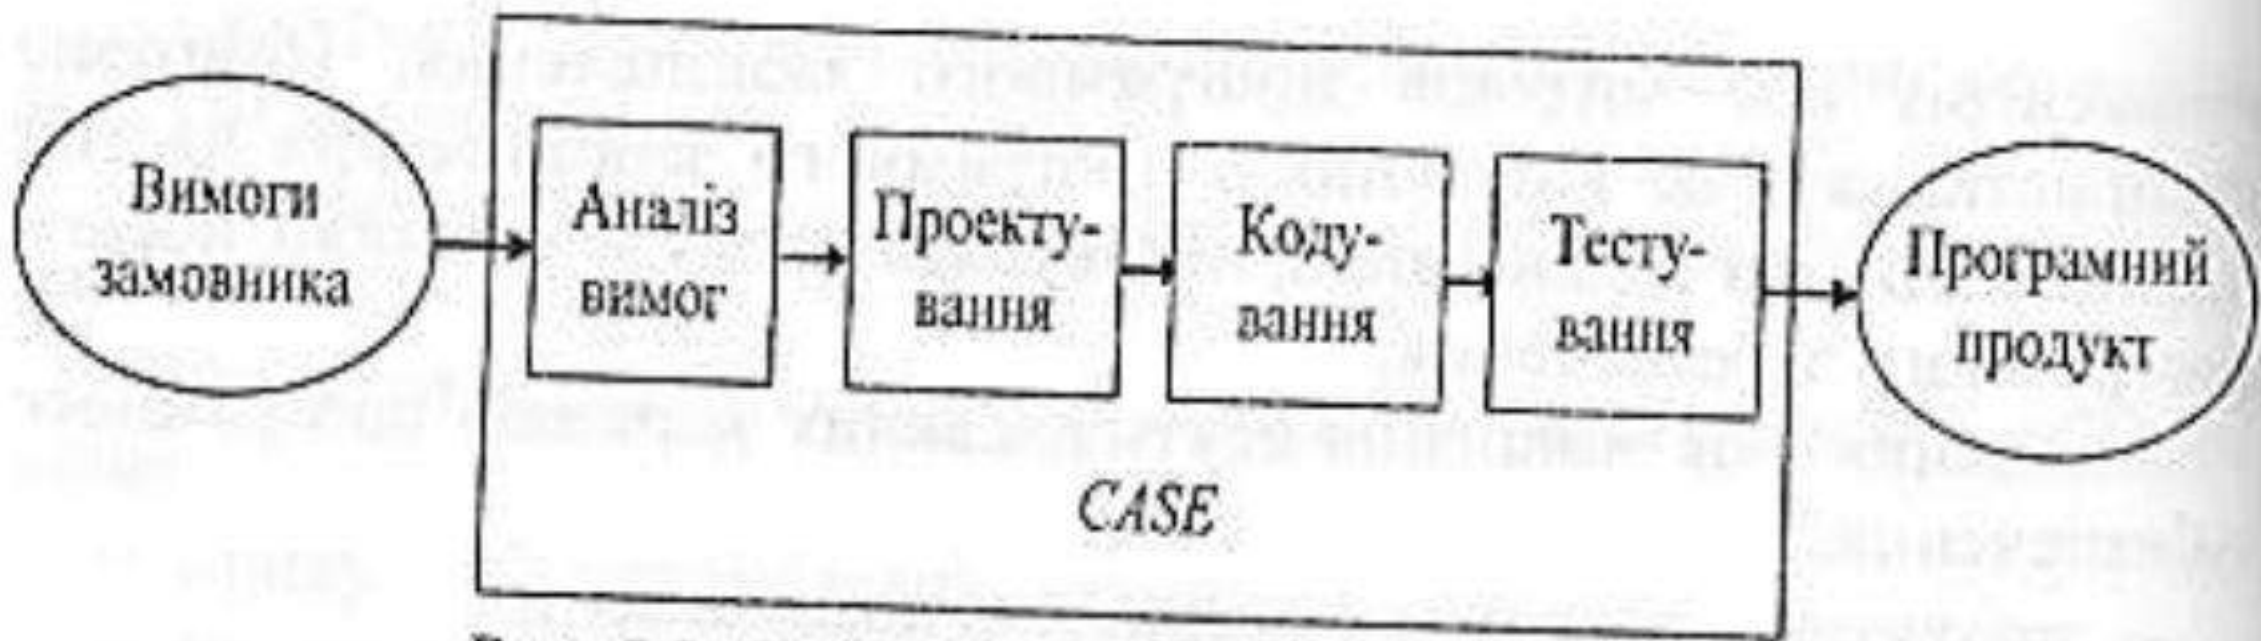 Вимоги
замовника
Аналіз
вимог
Проекту-
вання
Коду-
вання
Тесту-
вання
Програмний
продукт
CASE